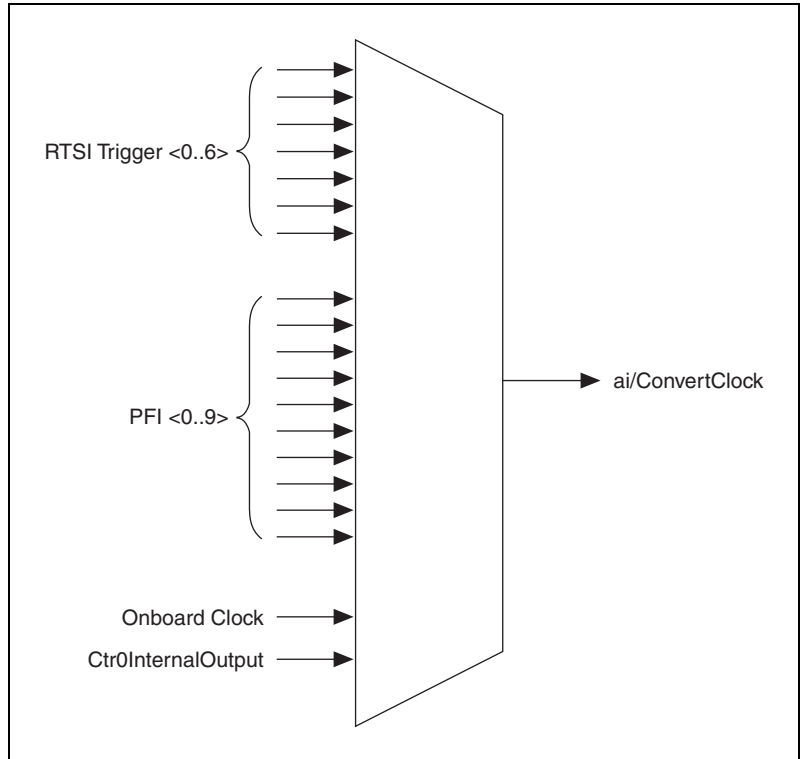 RTSI Trigger <0..6>
PFI <0..9>
ai/ConvertClock
Onboard Clock
Ctr0InternalOutput